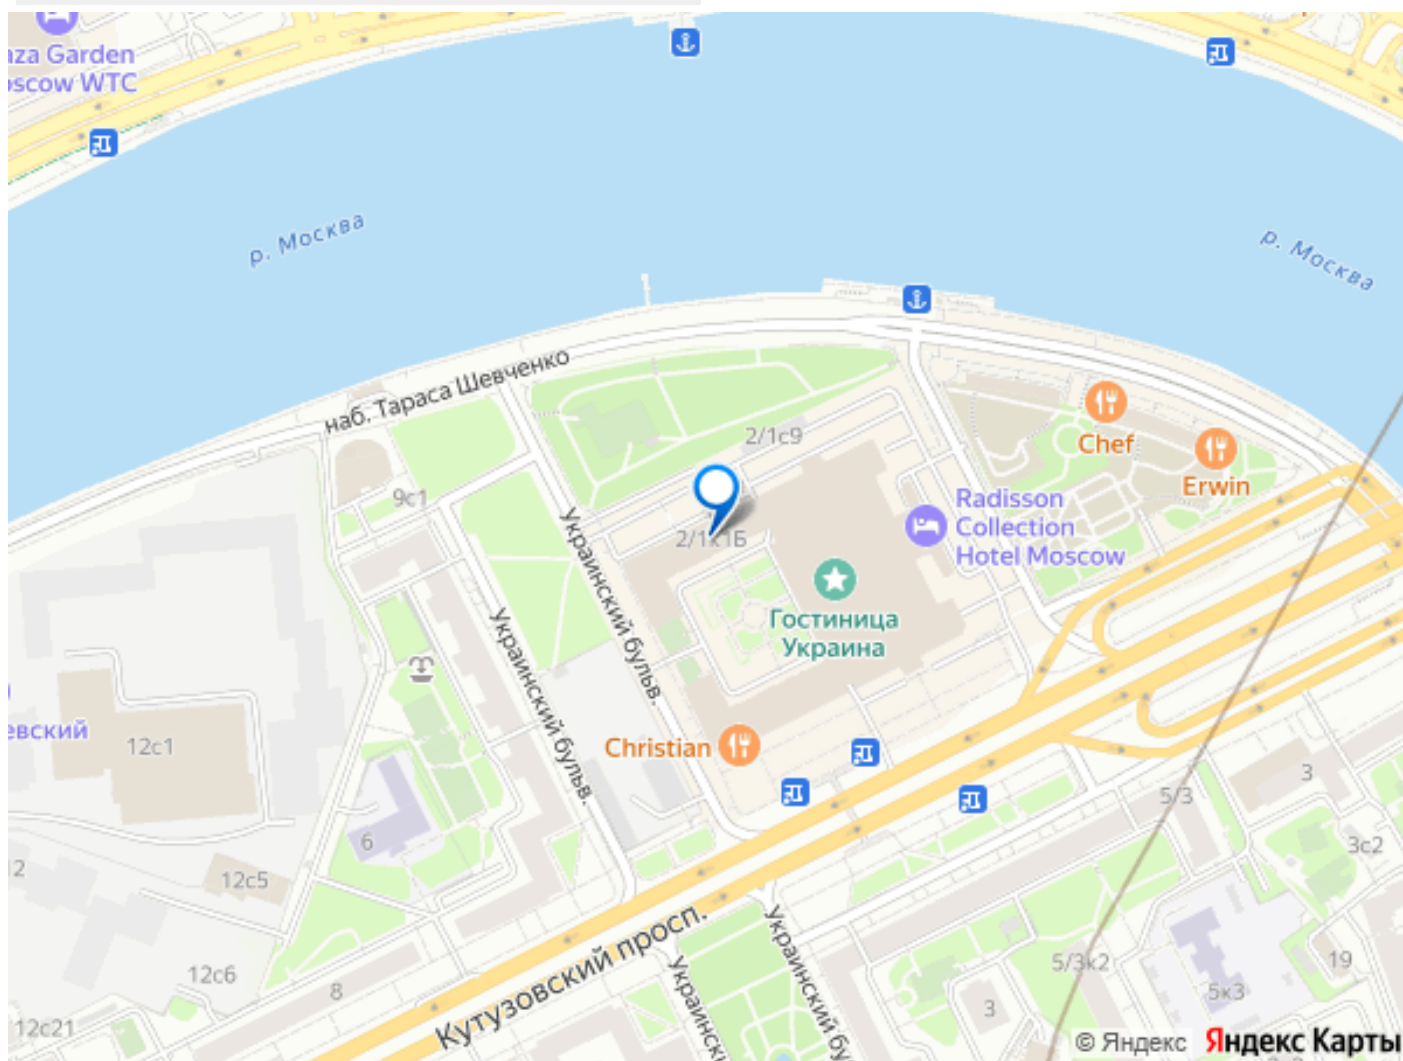 aza Garden
oscow WTC
р. Москва
р. Москва
наб. Тараса Шевченко
Chef
2/1с9
Erwin
9с1
Radisson
Collection
Hotel Moscow
Украинский бульв.
2/1к1Б
Гостиница
Украина
Украинский бульв.
евский
12с1
Christian
3
5/3
6
3с2
12
12с5
Кутузовский просп.
Украинский бу
Украинск
12с6
8
5/3к2
19
3
5к3
12с21
© Яндекс Яндекс Карты